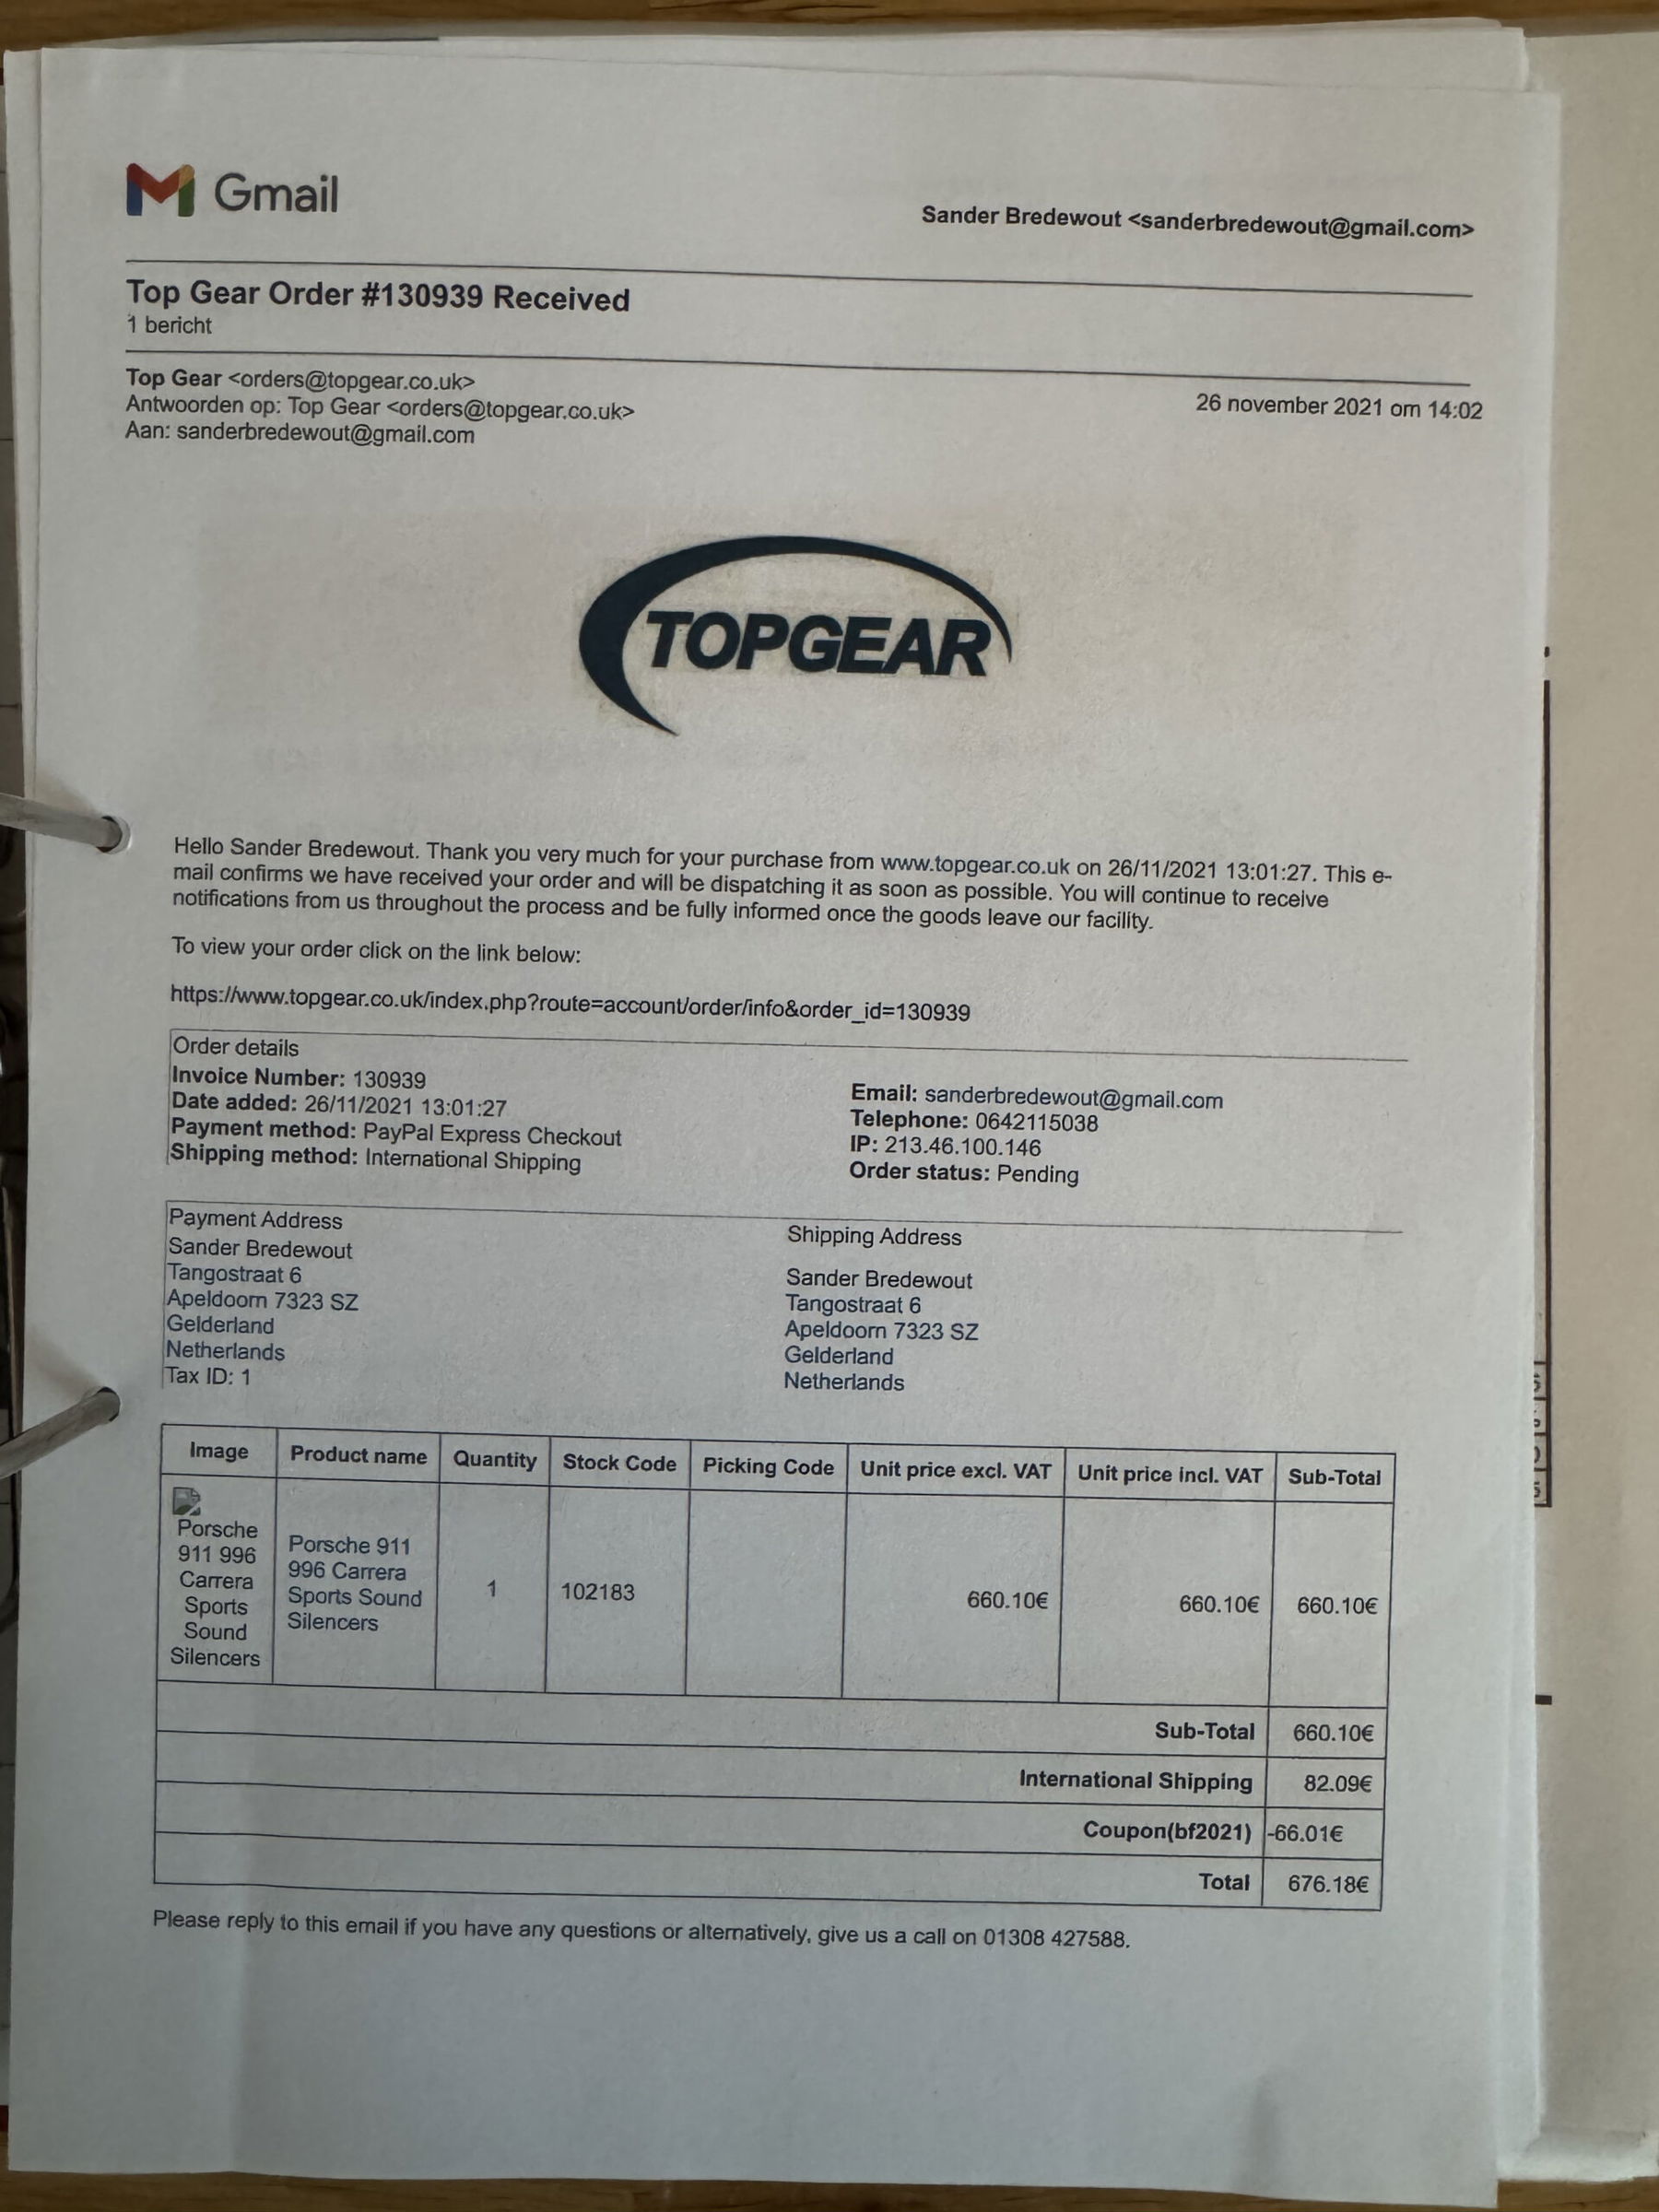 Gmail
Sander Bredewout <sanderbredewout@gmail.com>
Top Gear Order #130939 Received
1 bericht
Top Gear <orders@topgear.co.uk>
Antwoorden op: Top Gear <orders@topgear.co.uk>
Aan: sanderbredewout@gmail.com
26 november 2021 om 14:02
TOPGEAR
Hello Sander Bredewout. Thank you very much for your purchase from www.topgear.co.uk on 26/11/2021 13:01:27. This e-
mail confirms we have received your order and will be dispatching it as soon as possible. You will continue to receive
notifications from us throughout the process and be fully informed once the goods leave our facility.
To view your order click on the link below:
https://www.topgear.co.uk/index.php?route=account/order/info&order_id=130939
Order details
Invoice Number: 130939
Date added: 26/11/2021 13:01:27
Payment method: PayPal Express Checkout
Shipping method: International Shipping
Email: sanderbredewout@gmail.com
Telephone: 0642115038
IP: 213.46.100.146
Order status: Pending
Payment Address
Sander Bredewout
Tangostraat 6
Apeldoorn 7323 SZ
Gelderland
Netherlands
Tax ID: 1
Shipping Address
Sander Bredewout
Tangostraat 6
Apeldoorn 7323 SZ
Gelderland
Netherlands
Image Product name Quantity Stock Code Picking Code Unit price excl. VAT Unit price incl. VAT Sub-Total
Porsche
911 996
Carrera
Sports
Sound
Silencers
Porsche 911
996 Carrera
Sports Sound
Silencers
1 102183 660.10€ 660.10€ 660.10€
Sub-Total 660.10€
International Shipping 82.09€
Coupon(bf2021) -66.01€
Total 676.18€
Please reply to this email if you have any questions or alternatively, give us a call on 01308 427588.